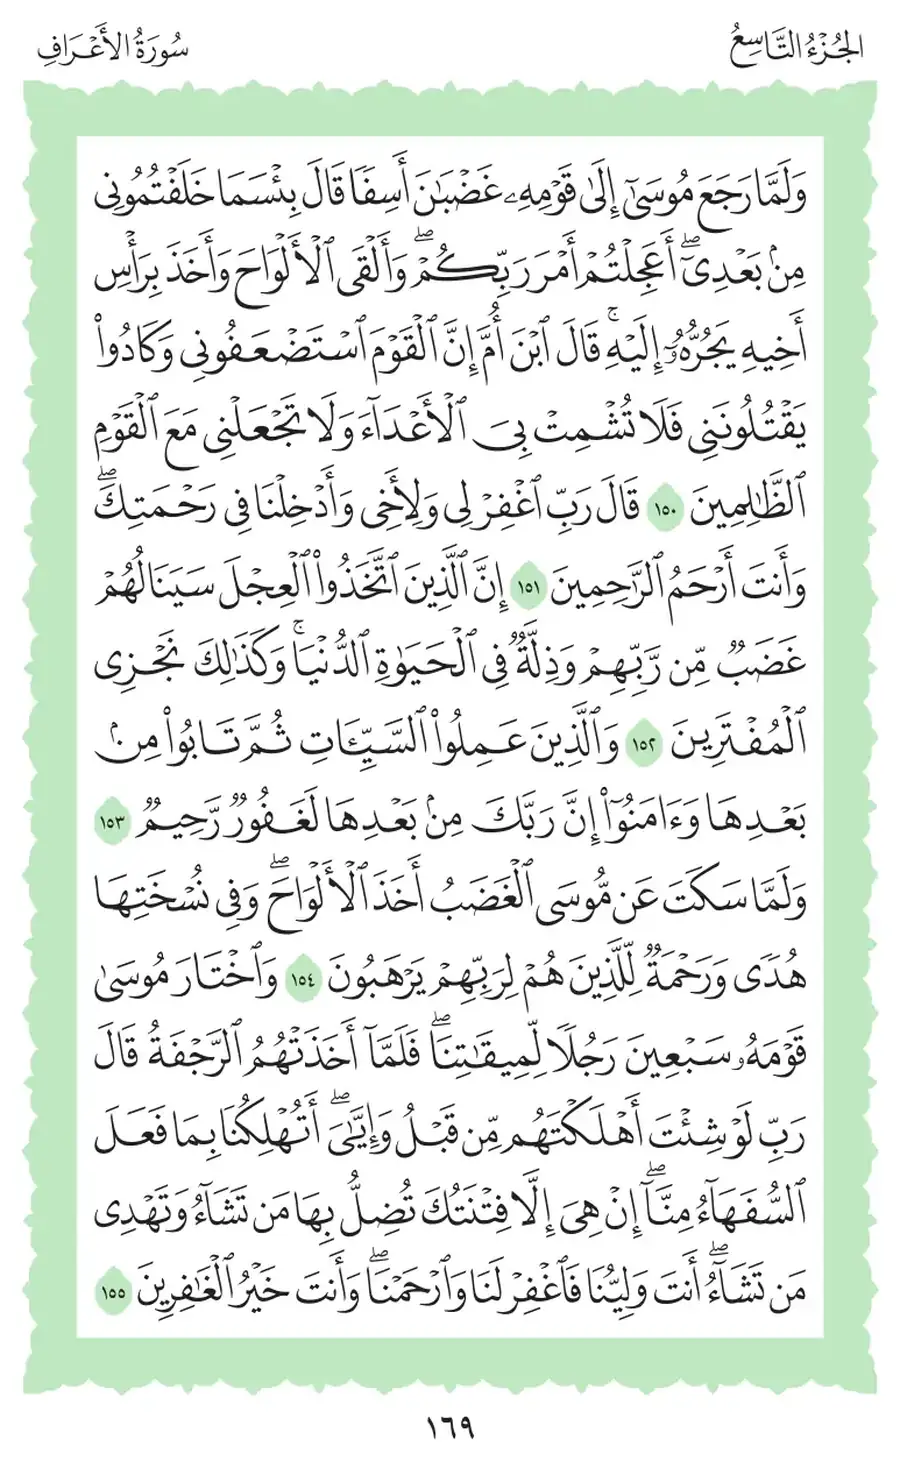 الجُزْءُ التَّاسِعُ
سُورَةُ الأَعْرَافِ
وَلَمَّا رَجَعَ مُوسَىٰٓ إِلَىٰ قَوْمِهِۦ غَضْبَٰنَ أَسِفٗا قَالَ بِئْسَمَا خَلَفْتُمُونِي
مِنۢ بَعْدِيٓۖ أَعَجِلْتُمْ أَمْرَ رَبِّكُمْۖ وَأَلْقَى ٱلْأَلْوَاحَ وَأَخَذَ بِرَأْسِ
أَخِيهِ يَجُرُّهُۥٓ إِلَيْهِۚ قَالَ ٱبْنَ أُمَّ إِنَّ ٱلْقَوْمَ ٱسْتَضْعَفُونِي وَكَادُواْ
يَقْتُلُونَنِي فَلَا تُشْمِتْ بِيَ ٱلْأَعْدَآءَ وَلَا تَجْعَلْنِي مَعَ ٱلْقَوْمِ
ٱلظَّٰلِمِينَ ١٥٠ قَالَ رَبِّ ٱغْفِرْ لِي وَلِأَخِي وَأَدْخِلْنَا فِي رَحْمَتِكَۖ
وَأَنتَ أَرْحَمُ ٱلرَّٰحِمِينَ ١٥١ إِنَّ ٱلَّذِينَ ٱتَّخَذُواْ ٱلْعِجْلَ سَيَنَالُهُمْ
غَضَبٞ مِّن رَّبِّهِمْ وَذِلَّةٞ فِي ٱلْحَيَوٰةِ ٱلدُّنْيَاۚ وَكَذَٰلِكَ نَجْزِي
ٱلْمُفْتَرِينَ ١٥٢ وَٱلَّذِينَ عَمِلُواْ ٱلسَّيِّـَٔاتِ ثُمَّ تَابُواْ مِنۢ
بَعْدِهَا وَءَامَنُوٓاْ إِنَّ رَبَّكَ مِنۢ بَعْدِهَا لَغَفُورٞ رَّحِيمٞ ١٥٣
وَلَمَّا سَكَتَ عَن مُّوسَى ٱلْغَضَبُ أَخَذَ ٱلْأَلْوَاحَۖ وَفِي نُسْخَتِهَا
هُدٗى وَرَحْمَةٞ لِّلَّذِينَ هُمْ لِرَبِّهِمْ يَرْهَبُونَ ١٥٤ وَٱخْتَارَ مُوسَىٰ
قَوْمَهُۥ سَبْعِينَ رَجُلٗا لِّمِيقَٰتِنَاۖ فَلَمَّآ أَخَذَتْهُمُ ٱلرَّجْفَةُ قَالَ
رَبِّ لَوْ شِئْتَ أَهْلَكْتَهُم مِّن قَبْلُ وَإِيَّٰيَۖ أَتُهْلِكُنَا بِمَا فَعَلَ
ٱلسُّفَهَآءُ مِنَّآۖ إِنْ هِيَ إِلَّا فِتْنَتُكَ تُضِلُّ بِهَا مَن تَشَآءُ وَتَهْدِي
مَن تَشَآءُۖ أَنتَ وَلِيُّنَا فَٱغْفِرْ لَنَا وَٱرْحَمْنَاۖ وَأَنتَ خَيْرُ ٱلْغَٰفِرِينَ ١٥٥
١٦٩